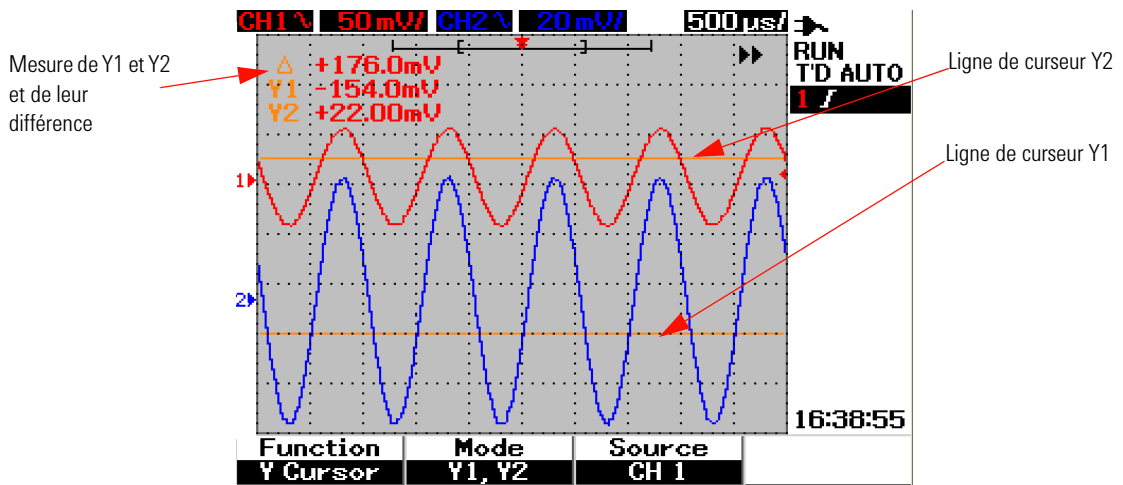 CH1 ∿ 50 mV/ CH2 ∿ 20 mV/ 500 µs/
RUN
T'D AUTO
1
Mesure de Y1 et Y2
et de leur
différence
Δ +176.0mV
Y1 -154.0mV
Y2 +22.00mV
Ligne de curseur Y2
Ligne de curseur Y1
1
2
16:38:55
Function Mode Source
Y Cursor Y1, Y2 CH 1